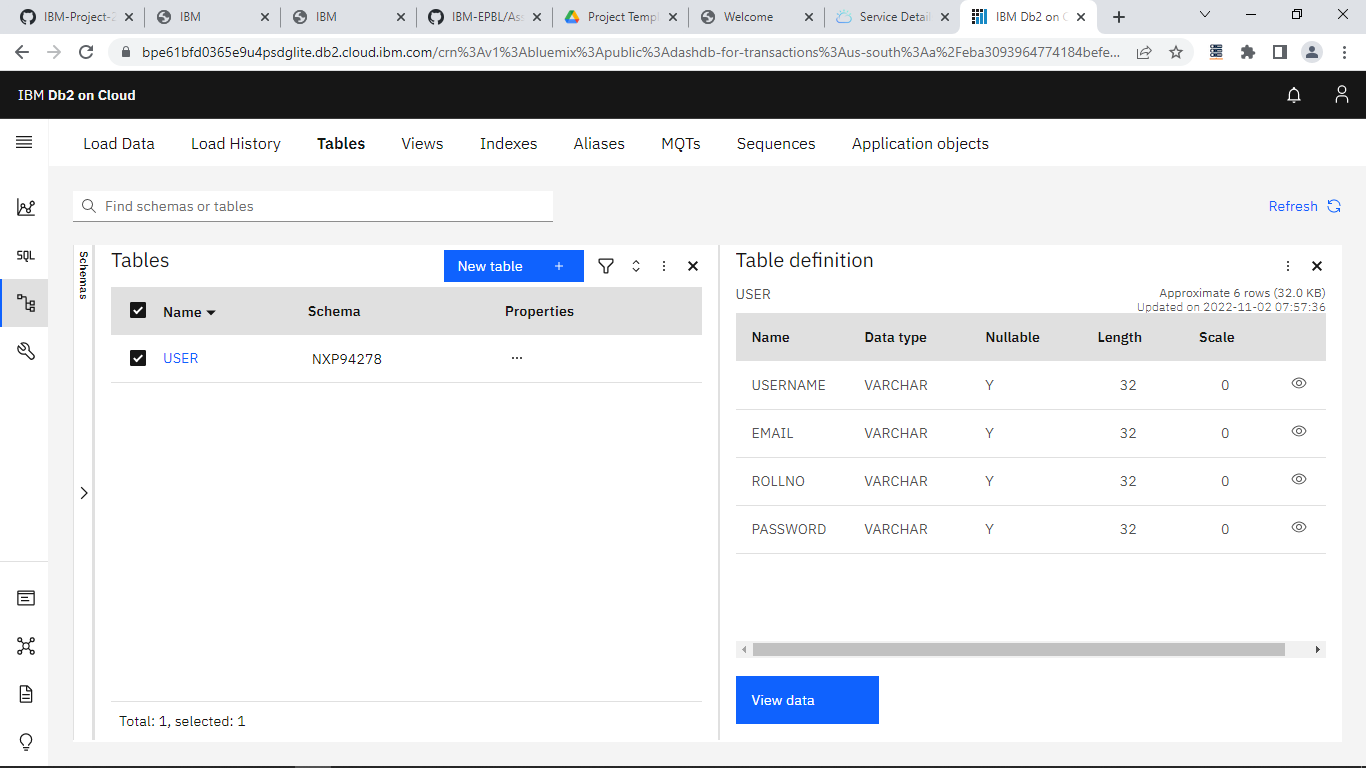 IBM-Project-2
IBM
IBM
IBM-EPBL/Ass
Project Templ
Welcome
Service Detail
IBM Db2 on C
bpe61bfd0365e9u4psdglite.db2.cloud.ibm.com/crn%3Av1%3Abluemix%3Apublic%3Adashdb-for-transactions%3Aus-south%3Aa%2Feba3093964774184befe...
IBM Db2 on Cloud
Load Data Load History Tables Views Indexes Aliases MQTs Sequences Application objects
Find schemas or tables
Refresh
Schemas
Tables
New table +
Name Schema Properties
USER NXP94278 ...
Total: 1, selected: 1
Table definition
USER
Approximate 6 rows (32.0 KB)
Updated on 2022-11-02 07:57:36
Name Data type Nullable Length Scale
USERNAME VARCHAR Y 32 0
EMAIL VARCHAR Y 32 0
ROLLNO VARCHAR Y 32 0
PASSWORD VARCHAR Y 32 0
View data
SQL